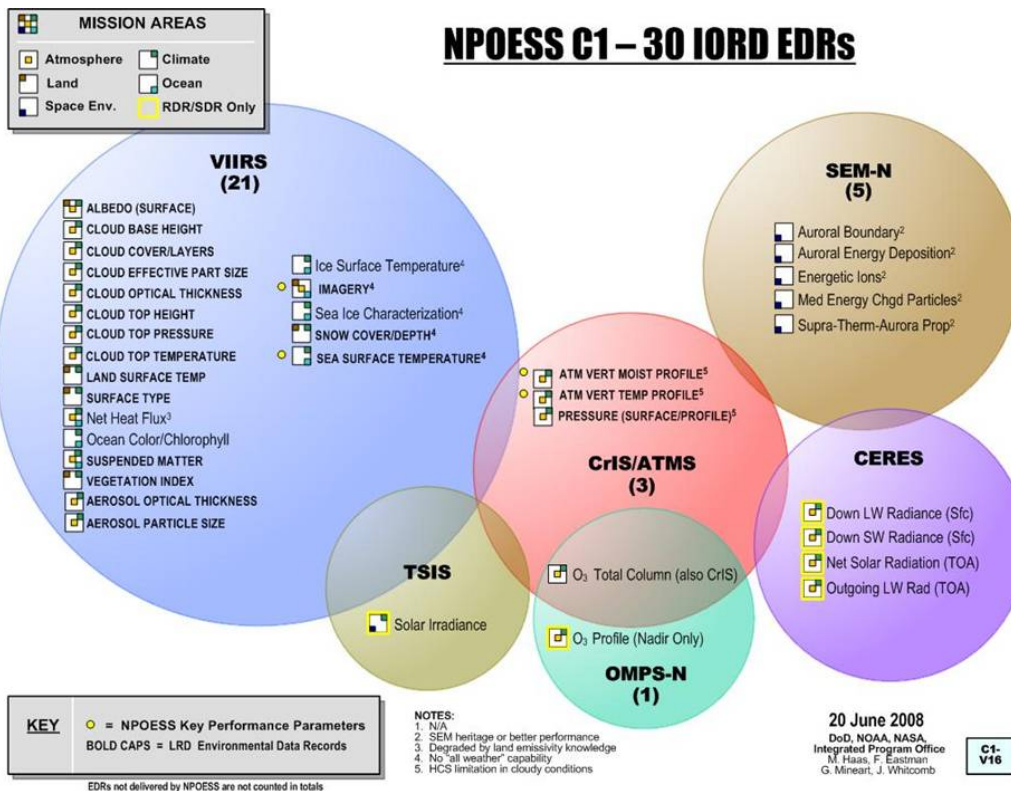 MISSION AREAS
Atmosphere
Climate
Land
Ocean
Space Env.
RDR/SDR Only
NPOESS C1 – 30 IORD EDRs
VIIRS
(21)
ALBEDO (SURFACE)
CLOUD BASE HEIGHT
CLOUD COVER/LAYERS
CLOUD EFFECTIVE PART SIZE
CLOUD OPTICAL THICKNESS
CLOUD TOP HEIGHT
CLOUD TOP PRESSURE
CLOUD TOP TEMPERATURE
LAND SURFACE TEMP
SURFACE TYPE
Net Heat Flux³
Ocean Color/Chlorophyll
SUSPENDED MATTER
VEGETATION INDEX
AEROSOL OPTICAL THICKNESS
AEROSOL PARTICLE SIZE
Ice Surface Temperature⁴
IMAGERY⁴
Sea Ice Characterization⁴
SNOW COVER/DEPTH⁴
SEA SURFACE TEMPERATURE⁴
SEM-N
(5)
Auroral Boundary²
Auroral Energy Deposition²
Energetic Ions²
Med Energy Chgd Particles²
Supra-Therm-Aurora Prop²
ATM VERT MOIST PROFILE⁵
ATM VERT TEMP PROFILE⁵
PRESSURE (SURFACE/PROFILE)⁵
CrIS/ATMS
(3)
CERES
Down LW Radiance (Sfc)
Down SW Radiance (Sfc)
Net Solar Radiation (TOA)
Outgoing LW Rad (TOA)
TSIS
Solar Irradiance
O₃ Total Column (also CrIS)
O₃ Profile (Nadir Only)
OMPS-N
(1)
KEY
= NPOESS Key Performance Parameters
BOLD CAPS = LRD Environmental Data Records
EDRs not delivered by NPOESS are not counted in totals
NOTES:
1. N/A
2. SEM heritage or better performance
3. Degraded by land emissivity knowledge
4. No "all weather" capability
5. HCS limitation in cloudy conditions
20 June 2008
DoD, NOAA, NASA,
Integrated Program Office
M. Haas, F. Eastman
G. Mineart, J. Whitcomb
C1-
V16